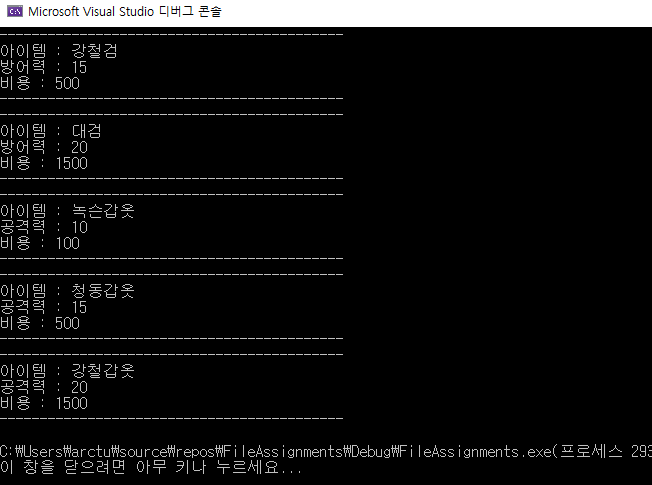 Microsoft Visual Studio 디버그 콘솔
-------------------------------------------
아이템 : 강철검
방어력 : 15
비용 : 500
-------------------------------------------
-------------------------------------------
아이템 : 대검
방어력 : 20
비용 : 1500
-------------------------------------------
-------------------------------------------
아이템 : 녹슨갑옷
공격력 : 10
비용 : 100
-------------------------------------------
-------------------------------------------
아이템 : 청동갑옷
공격력 : 15
비용 : 500
-------------------------------------------
-------------------------------------------
아이템 : 강철갑옷
공격력 : 20
비용 : 1500
-------------------------------------------
C:₩Users₩arctu₩source₩repos₩FileAssignments₩Debug₩FileAssignments.exe(프로세스 293
이 창을 닫으려면 아무 키나 누르세요...